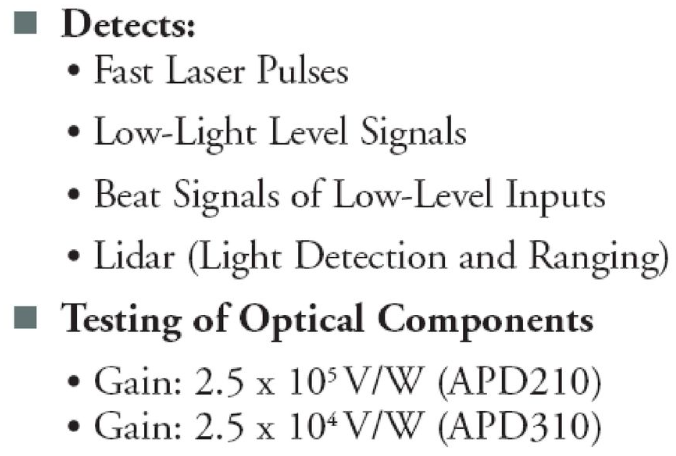 ■ Detects:
• Fast Laser Pulses
• Low-Light Level Signals
• Beat Signals of Low-Level Inputs
• Lidar (Light Detection and Ranging)
■ Testing of Optical Components
• Gain: 2.5 x 10⁵ V/W (APD210)
• Gain: 2.5 x 10⁴ V/W (APD310)